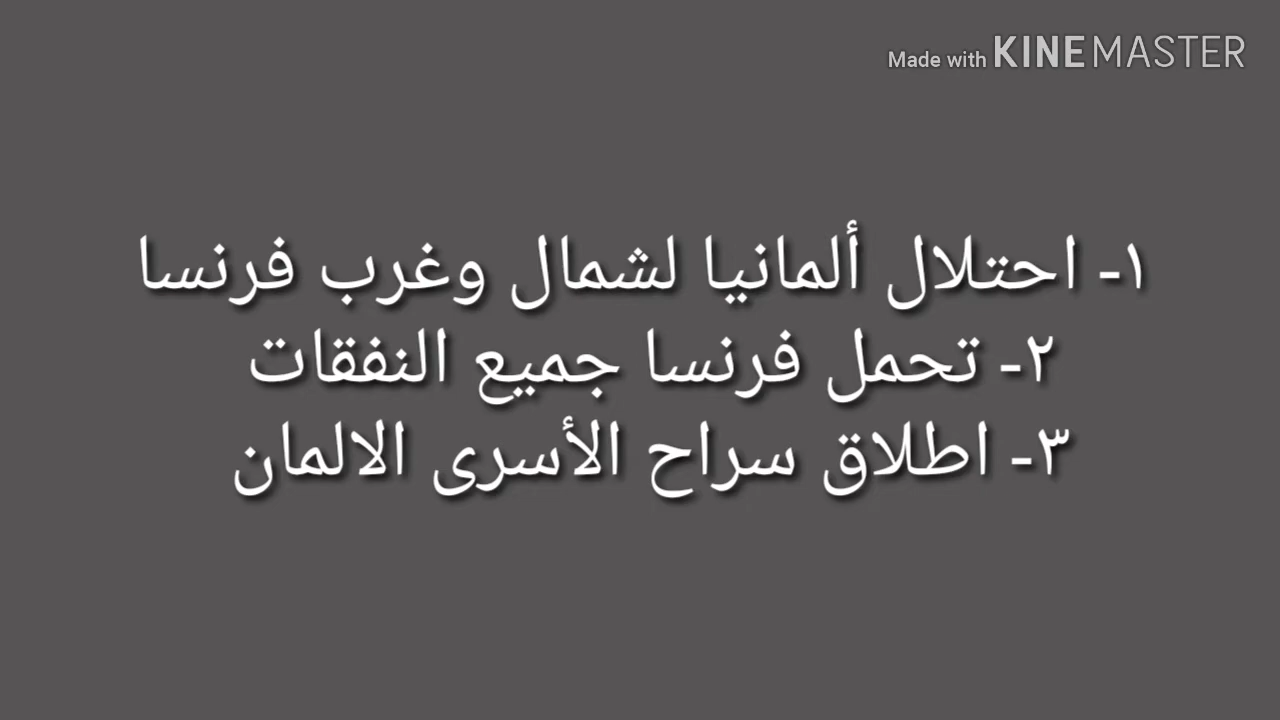 Made with KINEMASTER
١- احتلال ألمانيا لشمال وغرب فرنسا
٢- تحمل فرنسا جميع النفقات
٣- اطلاق سراح الأسرى الالمان